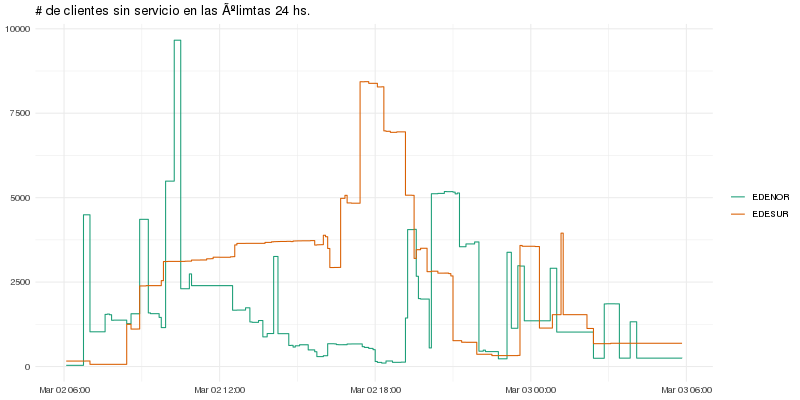 # de clientes sin servicio en las Ãºlimtas 24 hs.
10000
7500
5000
2500
0
Mar 02 06:00
Mar 02 12:00
Mar 02 18:00
Mar 03 00:00
Mar 03 06:00
EDENOR
EDESUR